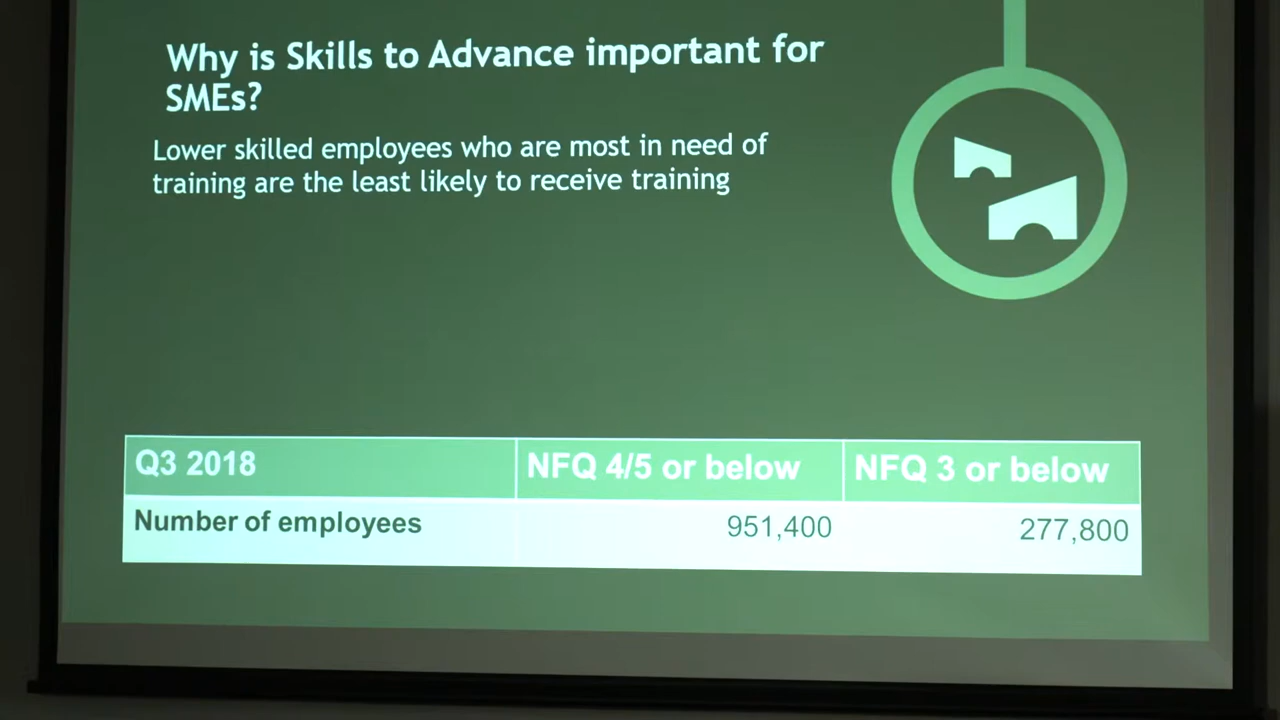 Why is Skills to Advance important for
SMEs?
Lower skilled employees who are most in need of
training are the least likely to receive training
Q3 2018 NFQ 4/5 or below NFQ 3 or below
Number of employees 951,400 277,800